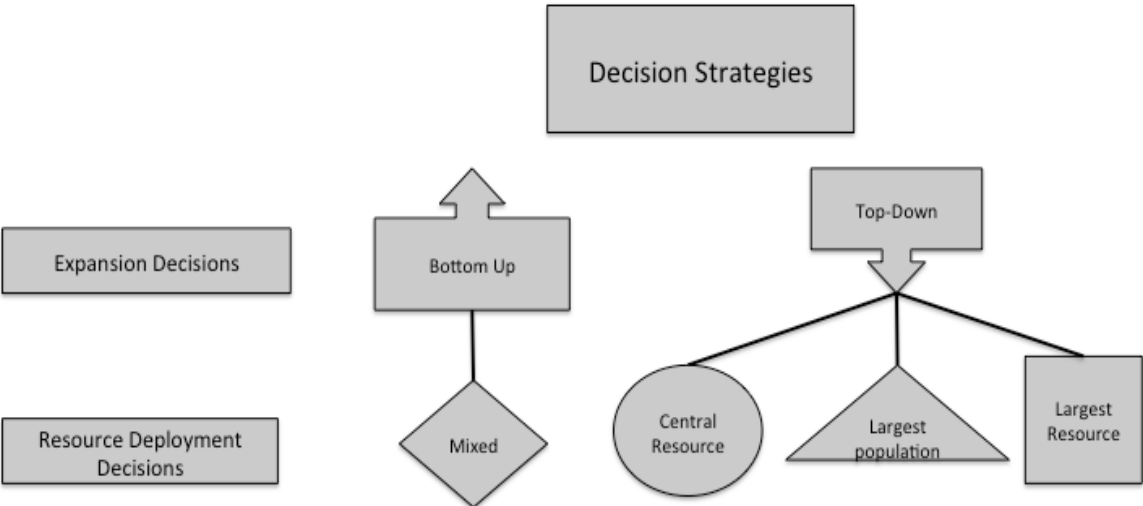 Decision Strategies
Expansion Decisions
Bottom Up
Top-Down
Resource Deployment
Decisions
Mixed
Central
Resource
Largest
population
Largest
Resource